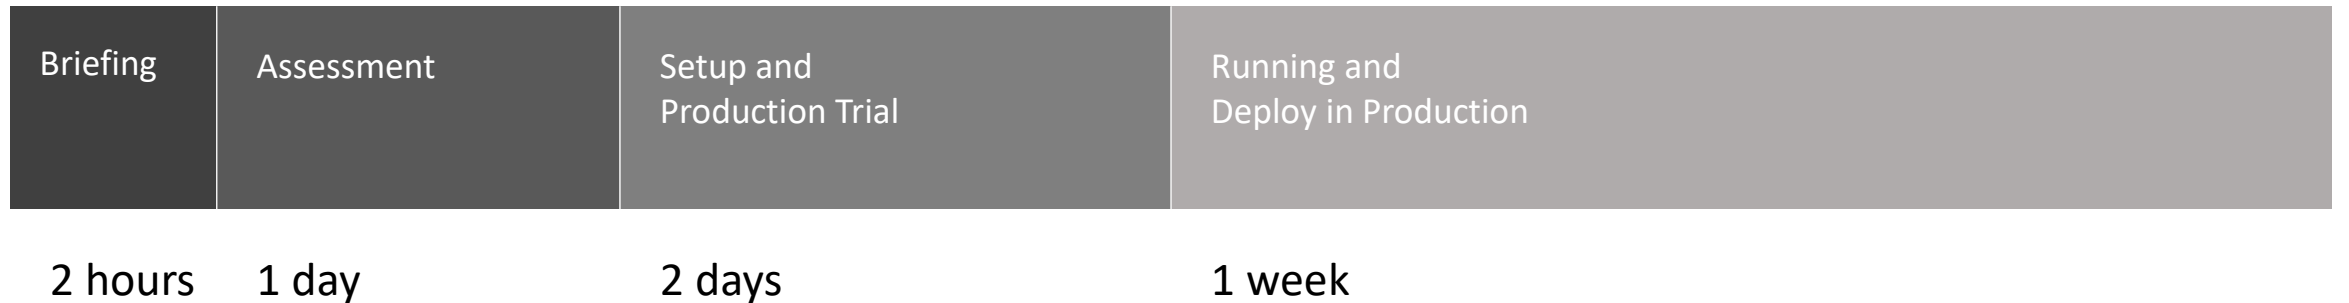 Briefing
Assessment
Setup and
Production Trial
Running and
Deploy in Production
2 hours
1 day
2 days
1 week